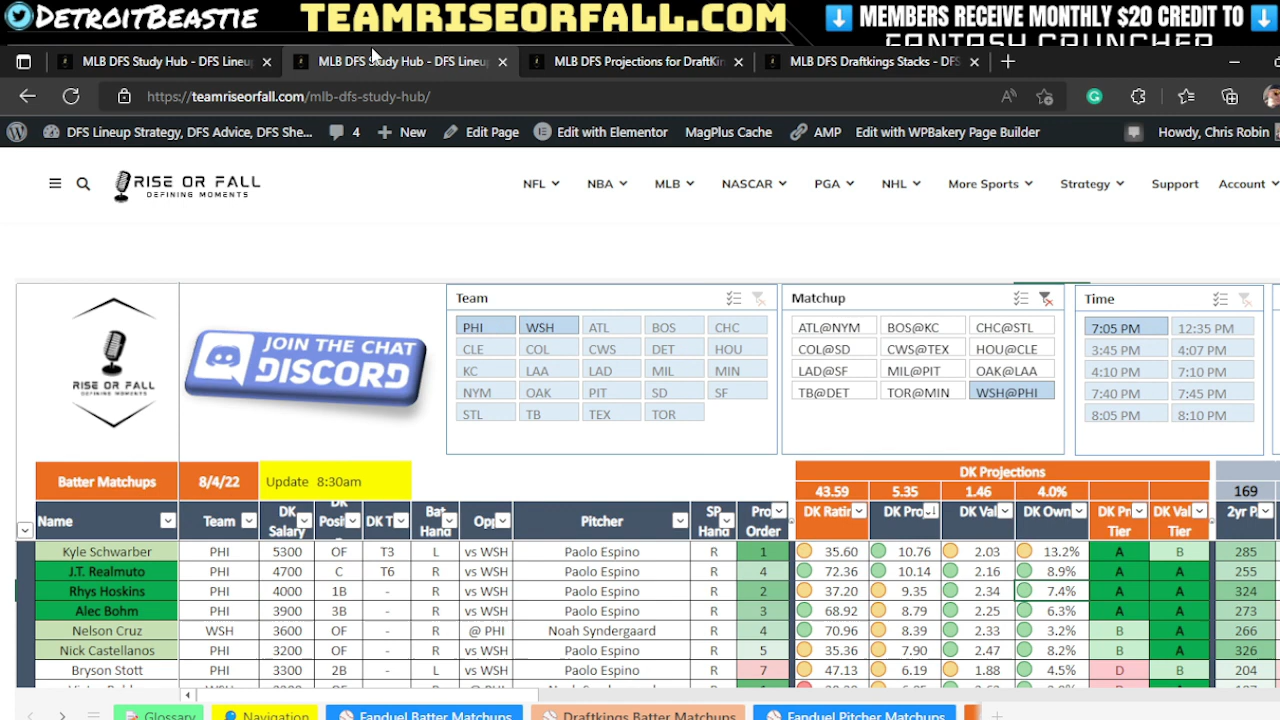 DETROITBEASTIE
TEAMRISEORFALL.COM
MEMBERS RECEIVE MONTHLY $20 CREDIT TO
FANTASY CRUNCHER
MLB DFS Study Hub - DFS Lineu
MLB DFS Study Hub - DFS Lineu
MLB DFS Projections for DraftKin
MLB DFS Draftkings Stacks - DFS
https://teamriseorfall.com/mlb-dfs-study-hub/
DFS Lineup Strategy, DFS Advice, DFS She... 4 New Edit Page Edit with Elementor MagPlus Cache AMP Edit with WPBakery Page Builder Howdy, Chris Robin
RISE OR FALL
DEFINING MOMENTS
NFL NBA MLB NASCAR PGA NHL More Sports Strategy Support Account
RISE OR FALL
DEFINING MOMENTS
JOIN THE CHAT
DISCORD
Team
PHI WSH ATL BOS CHC
CLE COL CWS DET HOU
KC LAA LAD MIL MIN
NYM OAK PIT SD SF
STL TB TEX TOR
Matchup
ATL@NYM BOS@KC CHC@STL
COL@SD CWS@TEX HOU@CLE
LAD@SF MIL@PIT OAK@LAA
TB@DET TOR@MIN WSH@PHI
Time
7:05 PM 12:35 PM
3:45 PM 4:07 PM
4:10 PM 7:10 PM
7:40 PM 7:45 PM
8:05 PM 8:10 PM
Batter Matchups 8/4/22 Update 8:30am
DK Projections
43.59 5.35 1.46 4.0% 169
Name Team DK Salary DK Posi DK T Bat Hand Opp Pitcher SP Hand Pro Order DK Ratin DK Pro DK Val DK Own DK Pr Tier DK Val Tier 2yr P
Kyle Schwarber PHI 5300 OF T3 L vs WSH Paolo Espino R 1 35.60 10.76 2.03 13.2% A B 285
J.T. Realmuto PHI 4700 C T6 R vs WSH Paolo Espino R 4 72.36 10.14 2.16 8.9% A A 255
Rhys Hoskins PHI 4000 1B - R vs WSH Paolo Espino R 2 37.20 9.35 2.34 7.4% A A 324
Alec Bohm PHI 3900 3B - R vs WSH Paolo Espino R 3 68.92 8.79 2.25 6.3% A A 273
Nelson Cruz WSH 3600 OF - R @ PHI Noah Syndergaard R 4 70.96 8.39 2.33 3.2% B A 266
Nick Castellanos PHI 3200 OF - R vs WSH Paolo Espino R 5 35.36 7.90 2.47 8.2% B A 326
Bryson Stott PHI 3300 2B - L vs WSH Paolo Espino R 7 47.13 6.19 1.88 4.5% D B 204
Glossary Navigation Fanduel Batter Matchups Draftkings Batter Matchups Fanduel Pitcher Matchups